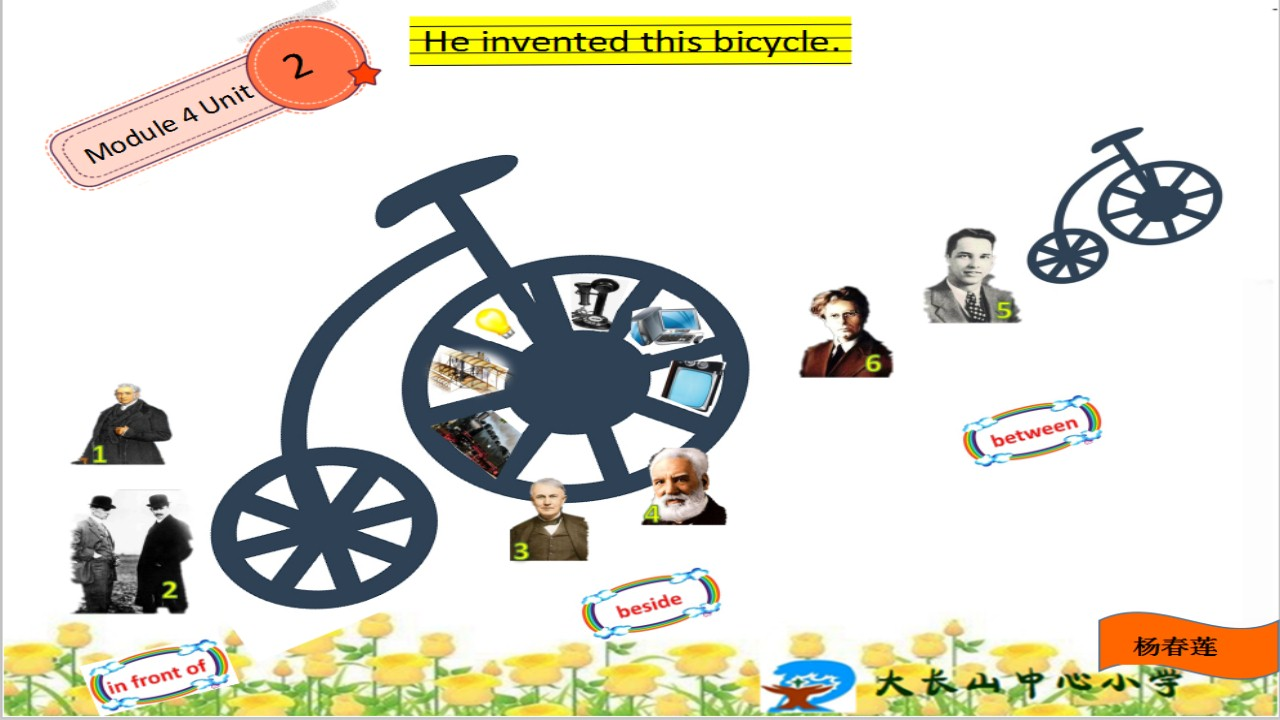 He invented this bicycle.
Module 4 Unit 2
5
6
between
1
4
3
2
beside
in front of
杨春莲
大长山中心小学